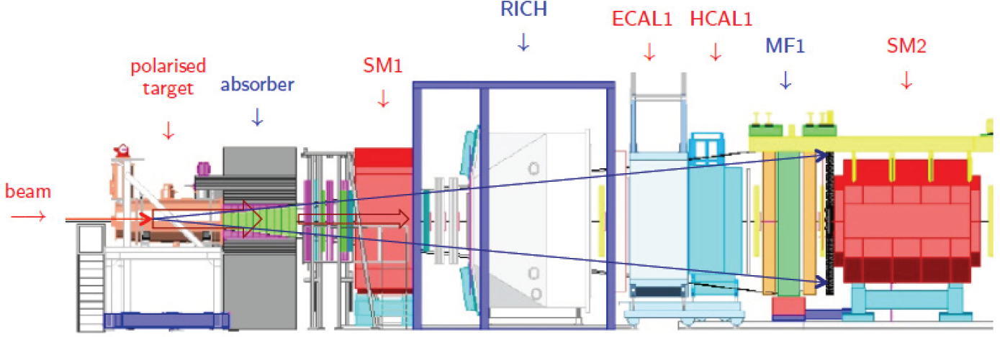 RICH
ECAL1
HCAL1
MF1
SM2
SM1
polarised
target
absorber
beam